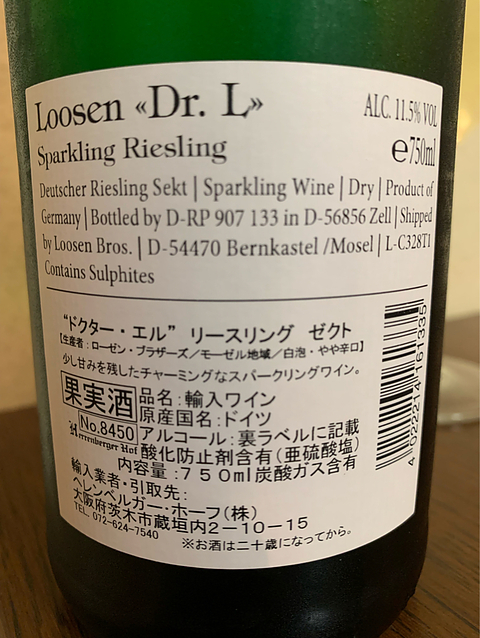 Loosen «Dr. L»
ALC. 11.5% VOL
Sparkling Riesling
℮750ml
Deutscher Riesling Sekt | Sparkling Wine | Dry | Product of
Germany | Bottled by D-RP 907 133 in D-56856 Zell | Shipped
by Loosen Bros. | D-54470 Bernkastel /Mosel | L-C328T1
Contains Sulphites
“ドクター・エル” リースリング ゼクト
【生産者：ローゼン・ブラザーズ／モーゼル地域／白泡・やや辛口】
少し甘みを残したチャーミングなスパークリングワイン。
果実酒
No.8450
Herrenberger Hof
品名：輸入ワイン
原産国名：ドイツ
アルコール：裏ラベルに記載
酸化防止剤含有（亜硫酸塩）
内容量：７５０ml炭酸ガス含有
輸入業者・引取先：
ヘレンベルガー・ホーフ（株）
大阪府茨木市蔵垣内2－10－15
TEL. 072-624-7540
※お酒は二十歳になってから。
4 022214 161335